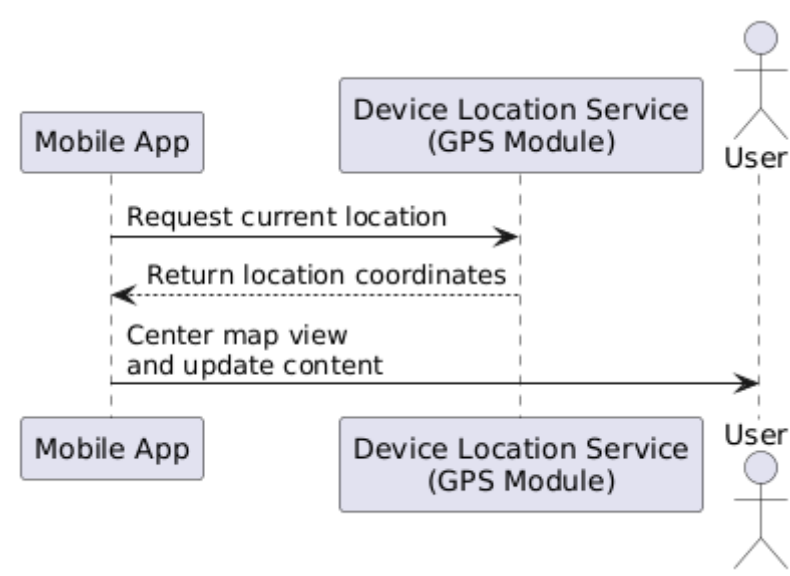 User
Mobile App
Device Location Service
(GPS Module)
Request current location
Return location coordinates
Center map view
and update content
Mobile App
Device Location Service
(GPS Module)
User